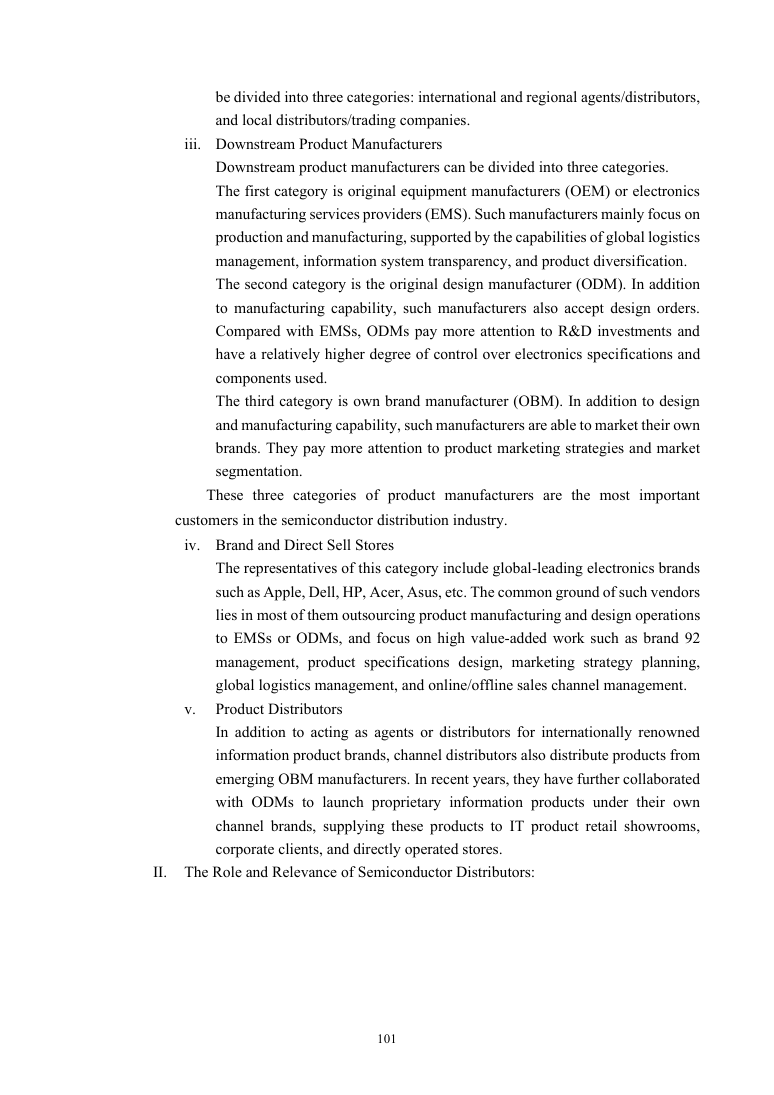 be divided into three categories: international and regional agents/distributors,
and local distributors/trading companies.
iii. Downstream Product Manufacturers
Downstream product manufacturers can be divided into three categories.
The first category is original equipment manufacturers (OEM) or electronics
manufacturing services providers (EMS). Such manufacturers mainly focus on
production and manufacturing, supported by the capabilities of global logistics
management, information system transparency, and product diversification.
The second category is the original design manufacturer (ODM). In addition
to manufacturing capability, such manufacturers also accept design orders.
Compared with EMSs, ODMs pay more attention to R&D investments and
have a relatively higher degree of control over electronics specifications and
components used.
The third category is own brand manufacturer (OBM). In addition to design
and manufacturing capability, such manufacturers are able to market their own
brands. They pay more attention to product marketing strategies and market
segmentation.
These three categories of product manufacturers are the most important
customers in the semiconductor distribution industry.
iv. Brand and Direct Sell Stores
The representatives of this category include global-leading electronics brands
such as Apple, Dell, HP, Acer, Asus, etc. The common ground of such vendors
lies in most of them outsourcing product manufacturing and design operations
to EMSs or ODMs, and focus on high value-added work such as brand 92
management, product specifications design, marketing strategy planning,
global logistics management, and online/offline sales channel management.
v. Product Distributors
In addition to acting as agents or distributors for internationally renowned
information product brands, channel distributors also distribute products from
emerging OBM manufacturers. In recent years, they have further collaborated
with ODMs to launch proprietary information products under their own
channel brands, supplying these products to IT product retail showrooms,
corporate clients, and directly operated stores.
II. The Role and Relevance of Semiconductor Distributors:
101